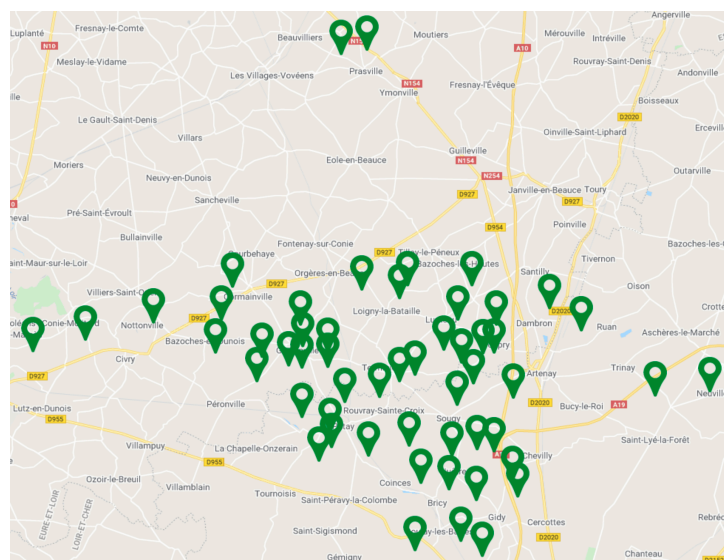 Fresnay-le-Comte
Angerville
Luplanté
N10
Beauvilliers
N15
Moutiers
A10
Mérouville
Intréville
Meslay-le-Vidame
Rouvray-Saint-Denis
Prasville
Les Villages-Vovéens
N154
Andonville
Ymonville
Fresnay-l'Évêque
Boisseaux
Le Gault-Saint-Denis
D2020
Erceville
Villars
Oinville-Saint-Liphard
Guilleville
Moriers
Eole-en-Beauce
N154
Outarville
Neuvy-en-Dunois
N254
Janville-en-Beauce
Toury
D927
D927
Sancheville
Pré-Saint-Évroult
D954
Poinville
Bullainville
Fontenay-sur-Conie
Bazoches-les
Tillay-le-Péneux
Saint-Maur-sur-le-Loir
Tivernon
Bazoches-les-Hautes
D927
Orgères-en-Beauce
Santilly
Oison
Villiers-Saint-O
D927
Germainville
Crotte
Loigny-la-Bataille
D2020
Nottonville
D927
Dambron
Ruan
Bazoches-en-Dunois
Aschères-le-Marché
Civry
D927
Artenay
Trinay
Péronville
D2020
A19
Neuville
Lutz-en-Dunois
Rouvray-Sainte-Croix
Bucy-le-Roi
D955
Sougy
Villampuy
La Chapelle-Onzerain
Saint-Lyé-la-Forêt
D955
Chevilly
Ozoir-le-Breuil
Villamblain
Coinces
Tournoisis
Saint-Péravy-la-Colombe
Bricy
EURE-ET-LOIR
LOIR-ET-CHER
Gidy
Cercottes
Saint-Sigismond
D2020
Gémigny
Chanteau